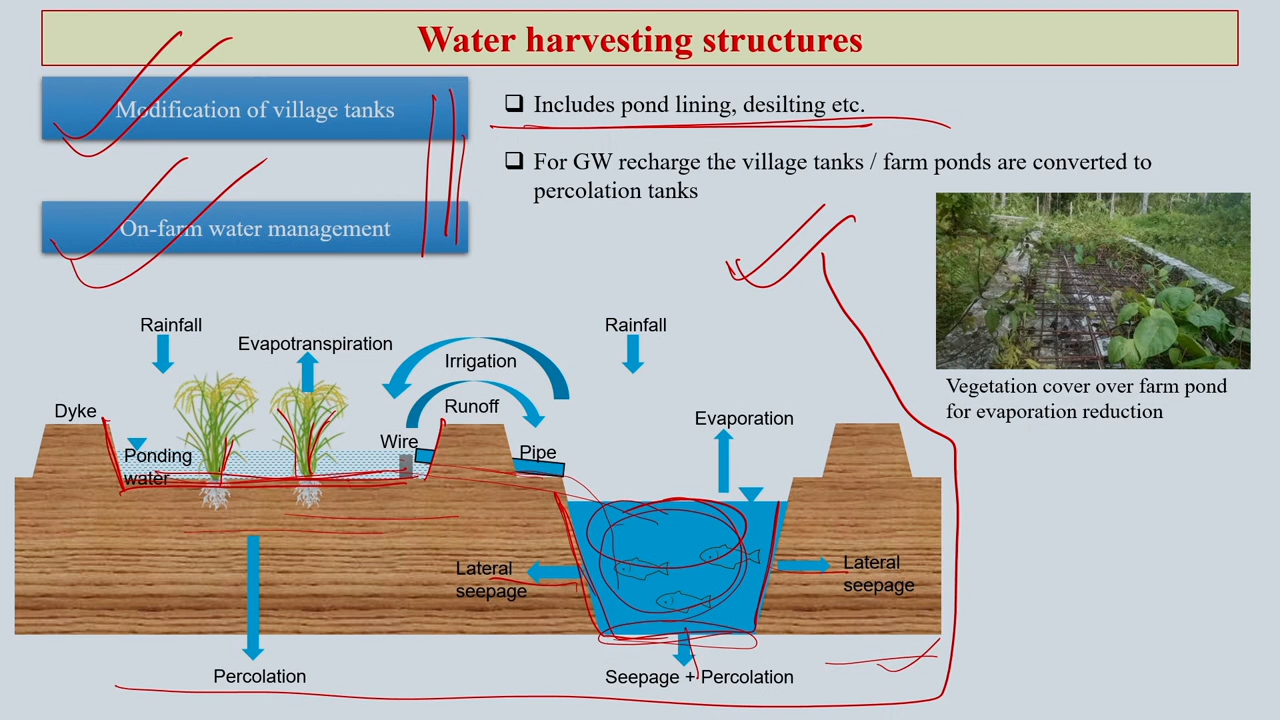 Water harvesting structures
Modification of village tanks
On-farm water management
Includes pond lining, desilting etc.
For GW recharge the village tanks / farm ponds are converted to
percolation tanks
Vegetation cover over farm pond
for evaporation reduction
Rainfall
Evapotranspiration
Irrigation
Runoff
Rainfall
Dyke
Ponding
water
Wire
Pipe
Evaporation
Lateral
seepage
Lateral
seepage
Percolation
Seepage + Percolation